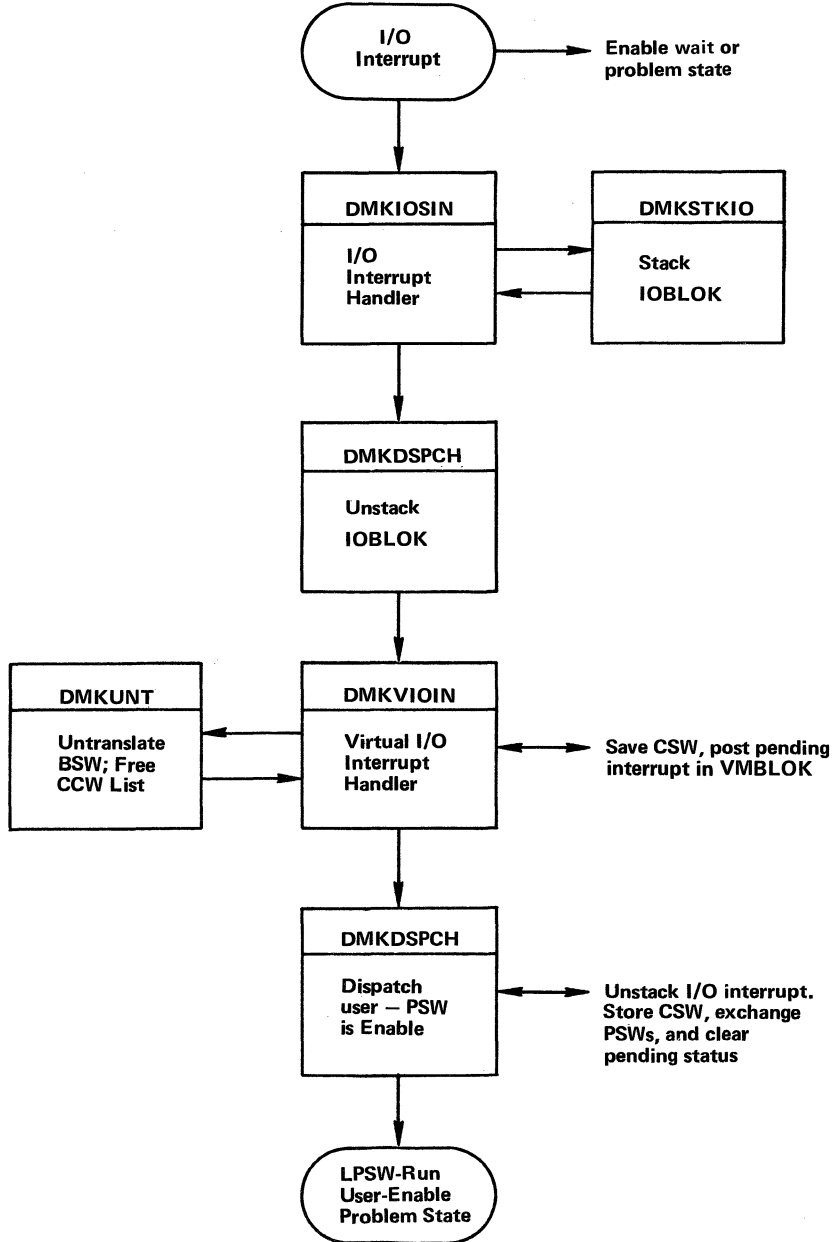 I/O
Interrupt
Enable wait or
problem state
DMKIOSIN
I/O
Interrupt
Handler
DMKSTKIO
Stack
IOBLOK
DMKDSPCH
Unstack
IOBLOK
DMKUNT
Untranslate
BSW; Free
CCW List
DMKVIOIN
Virtual I/O
Interrupt
Handler
Save CSW, post pending
interrupt in VMBLOK
DMKDSPCH
Dispatch
user — PSW
is Enable
Unstack I/O interrupt.
Store CSW, exchange
PSWs, and clear
pending status
LPSW-Run
User-Enable
Problem State